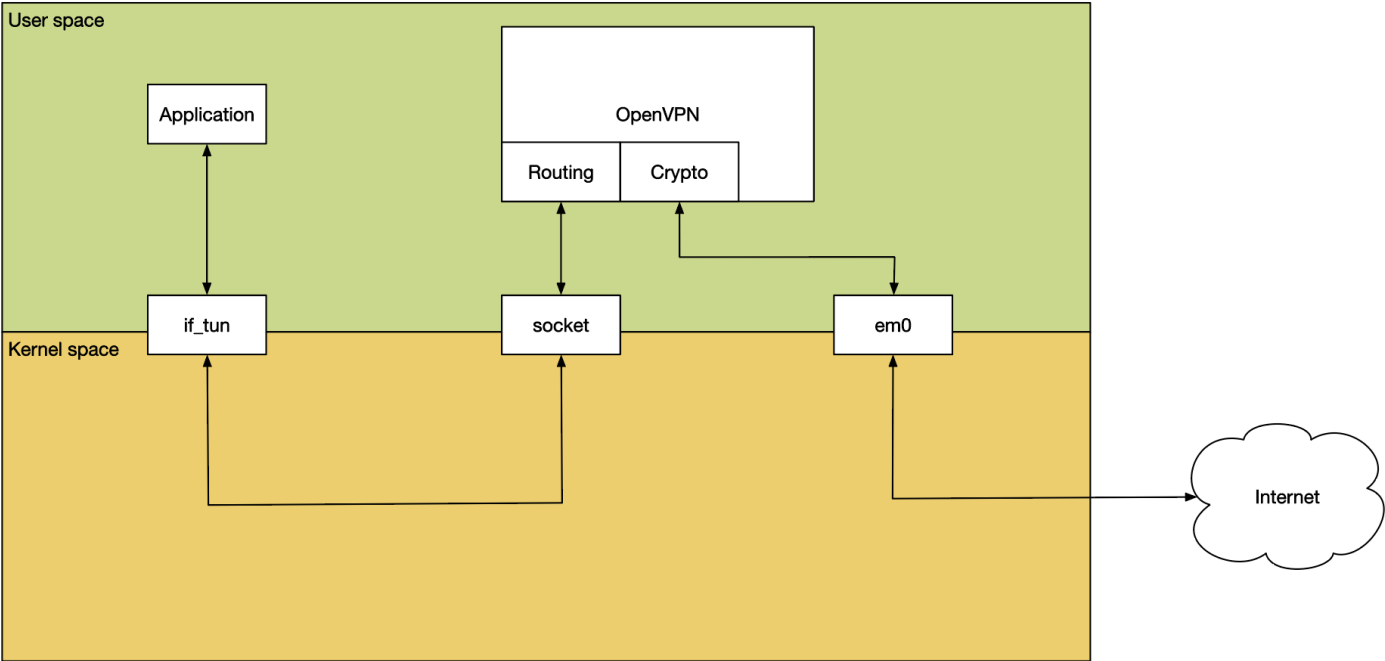 User space
Application
OpenVPN
Routing
Crypto
if_tun
socket
em0
Kernel space
Internet